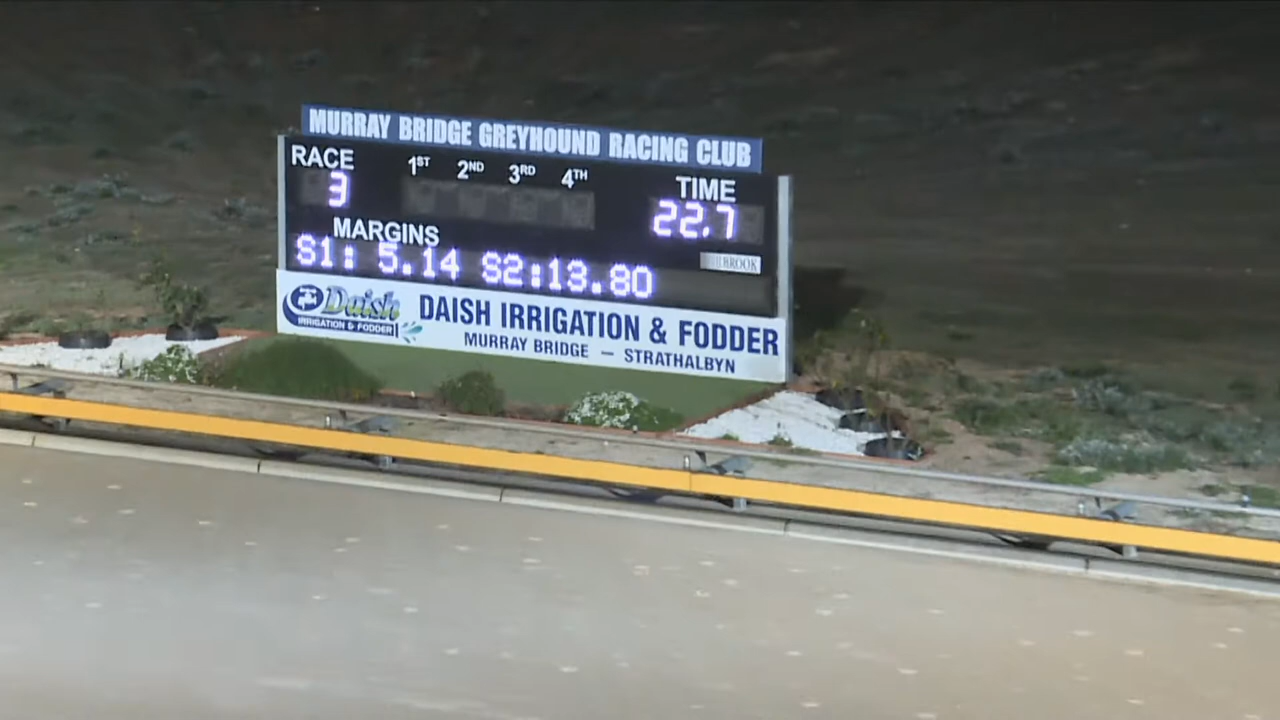 MURRAY BRIDGE GREYHOUND RACING CLUB
RACE 1ST 2ND 3RD 4TH TIME
3 22.7
MARGINS
S1: 5.14 S2:13.80
BROOK
Daish
IRRIGATION & FODDER
DAISH IRRIGATION & FODDER
MURRAY BRIDGE — STRATHALBYN